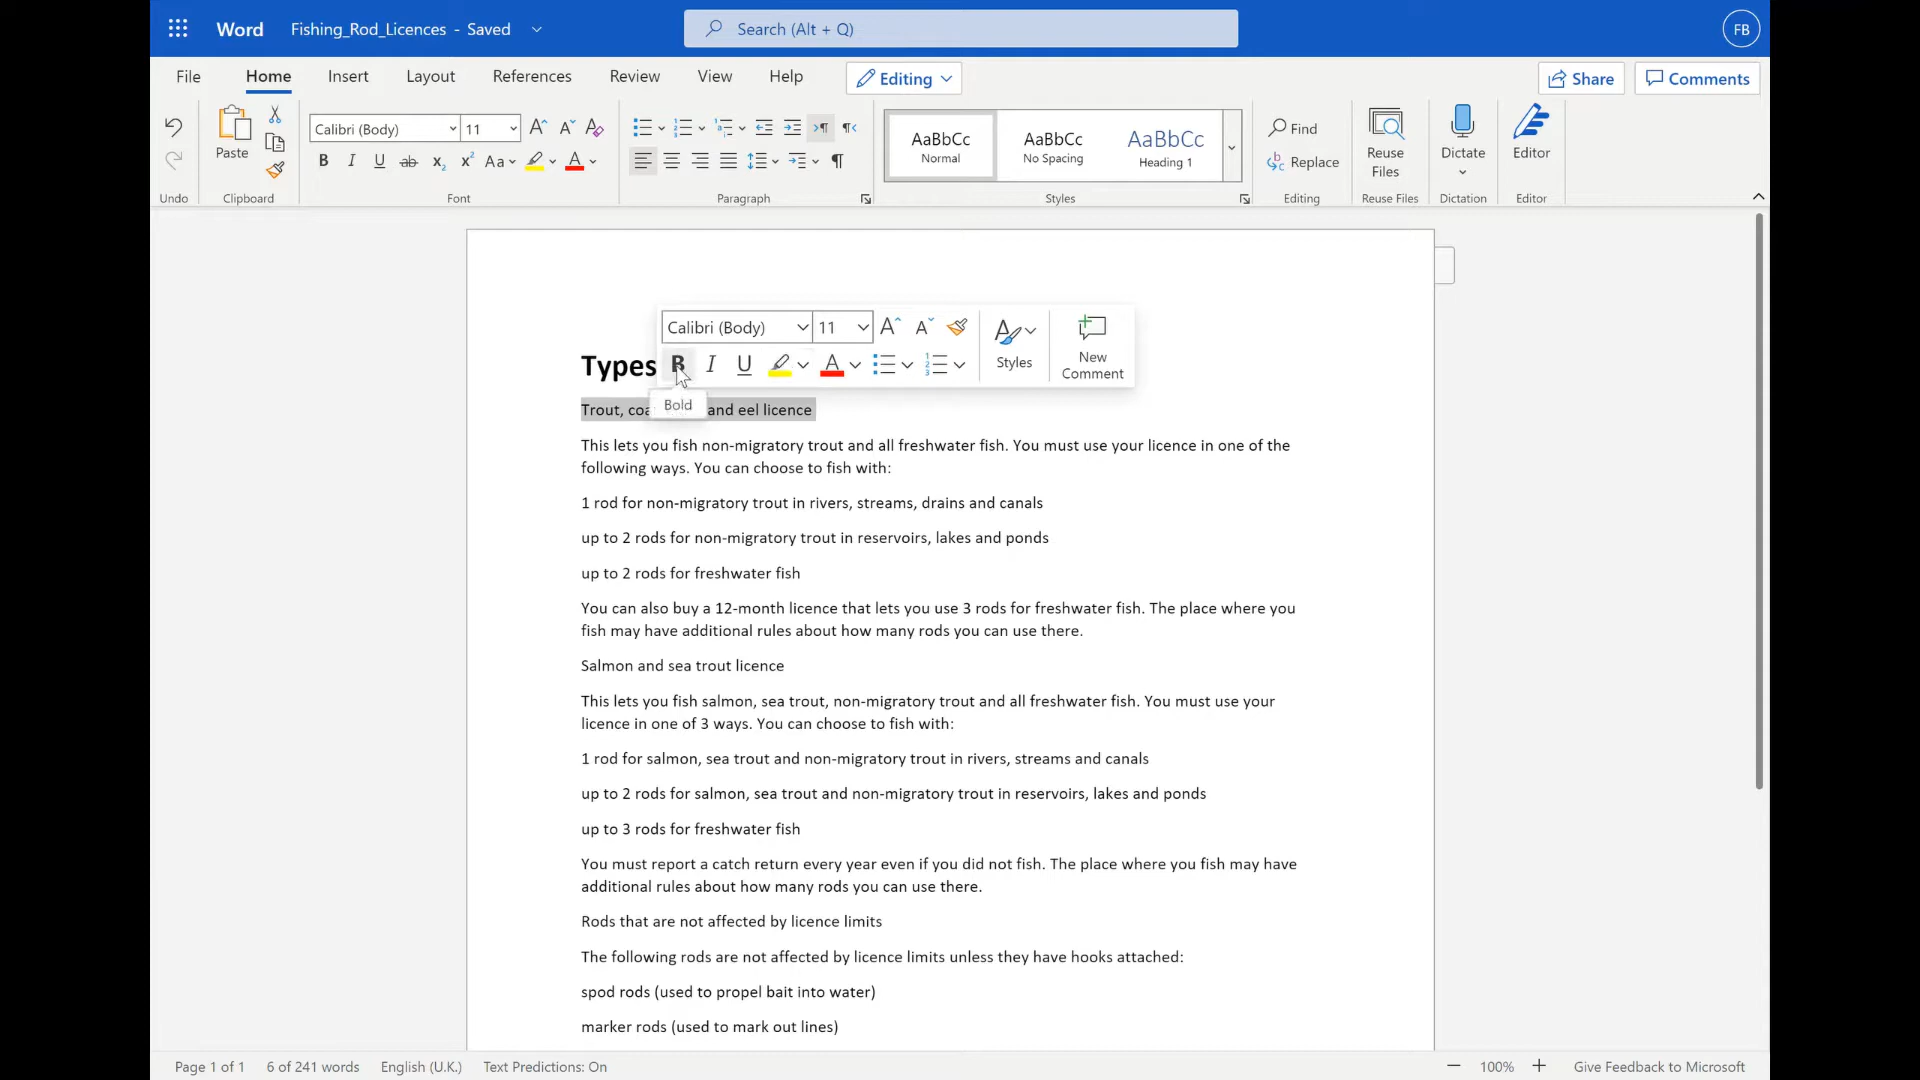 Word
Fishing_Rod_Licences - Saved
Search (Alt + Q)
FB
File
Home
Insert
Layout
References
Review
View
Help
Editing
Share
Comments
Paste
Calibri (Body)
11
AaBbCc
Normal
AaBbCc
No Spacing
AaBbCc
Heading 1
Find
Replace
Reuse
Files
Dictate
Editor
Undo
Clipboard
Font
Paragraph
Styles
Editing
Reuse Files
Dictation
Editor
Calibri (Body)
11
Styles
New
Comment
Bold
Types
Trout, and eel licence
This lets you fish non-migratory trout and all freshwater fish. You must use your licence in one of the
following ways. You can choose to fish with:
1 rod for non-migratory trout in rivers, streams, drains and canals
up to 2 rods for non-migratory trout in reservoirs, lakes and ponds
up to 2 rods for freshwater fish
You can also buy a 12-month licence that lets you use 3 rods for freshwater fish. The place where you
fish may have additional rules about how many rods you can use there.
Salmon and sea trout licence
This lets you fish salmon, sea trout, non-migratory trout and all freshwater fish. You must use your
licence in one of 3 ways. You can choose to fish with:
1 rod for salmon, sea trout and non-migratory trout in rivers, streams and canals
up to 2 rods for salmon, sea trout and non-migratory trout in reservoirs, lakes and ponds
up to 3 rods for freshwater fish
You must report a catch return every year even if you did not fish. The place where you fish may have
additional rules about how many rods you can use there.
Rods that are not affected by licence limits
The following rods are not affected by licence limits unless they have hooks attached:
spod rods (used to propel bait into water)
marker rods (used to mark out lines)
Page 1 of 1
6 of 241 words
English (U.K.)
Text Predictions: On
100%
Give Feedback to Microsoft